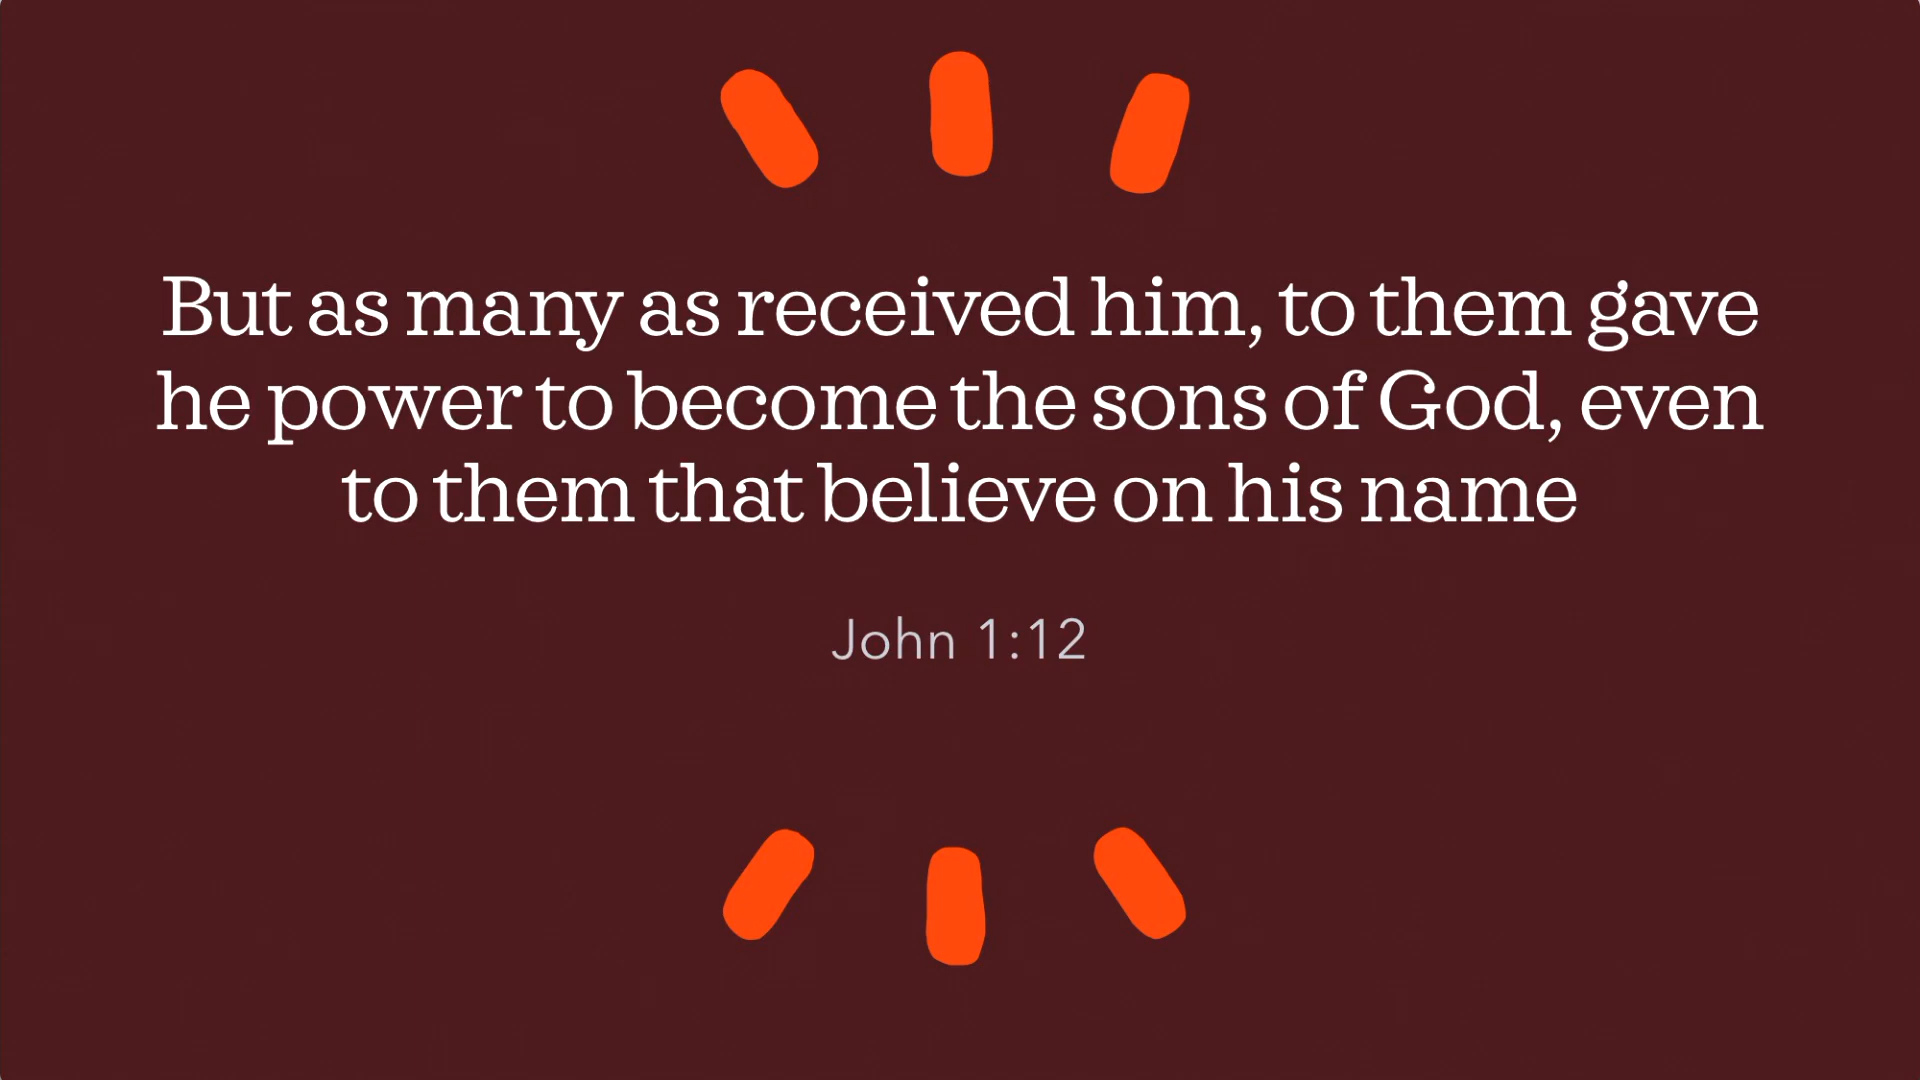 But as many as received him, to them gave
he power to become the sons of God, even
to them that believe on his name
John 1:12